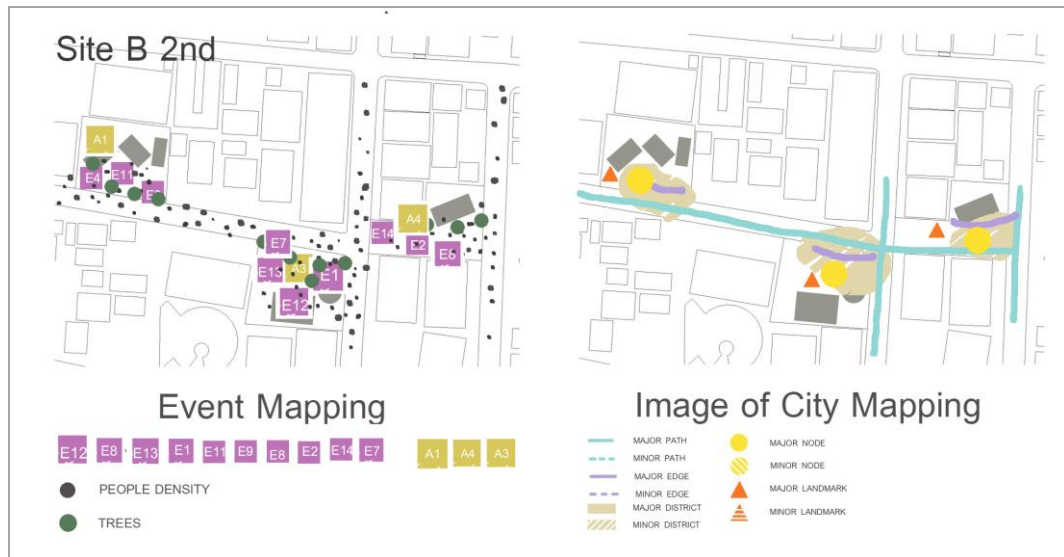 Site B 2nd
A1
E4
E11
E7
E13
A3
E1
E12
E14
A4
E2
E8
Event Mapping
Image of City Mapping
E12 E8 E13 E1 E11 E9 E8 E2 E14 E7 A1 A4 A3
PEOPLE DENSITY
TREES
MAJOR PATH
MINOR PATH
MAJOR EDGE
MINOR EDGE
MAJOR DISTRICT
MINOR DISTRICT
MAJOR NODE
MINOR NODE
MAJOR LANDMARK
MINOR LANDMARK